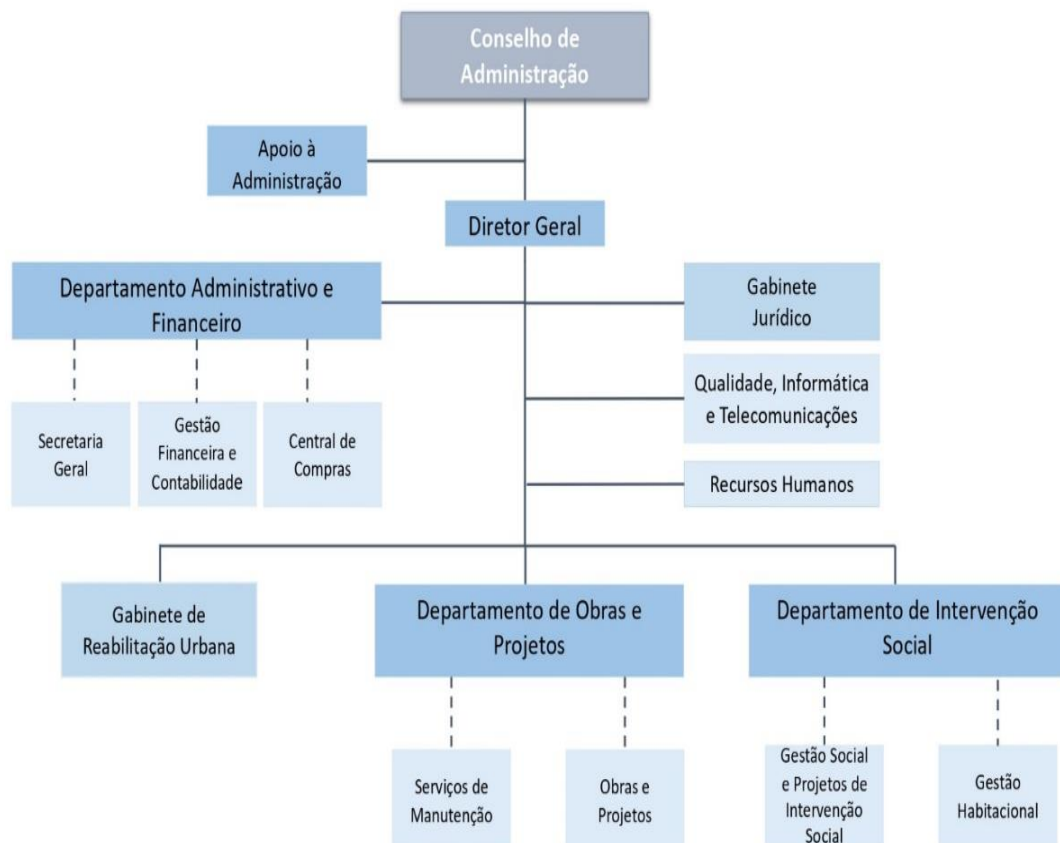 Conselho de
Administração
Apoio à
Administração
Diretor Geral
Departamento Administrativo e
Financeiro
Gabinete
Jurídico
Qualidade, Informática
e Telecomunicações
Secretaria
Geral
Gestão
Financeira e
Contabilidade
Central de
Compras
Recursos Humanos
Gabinete de
Reabilitação Urbana
Departamento de Obras e
Projetos
Departamento de Intervenção
Social
Serviços de
Manutenção
Obras e
Projetos
Gestão Social
e Projetos de
Intervenção
Social
Gestão
Habitacional